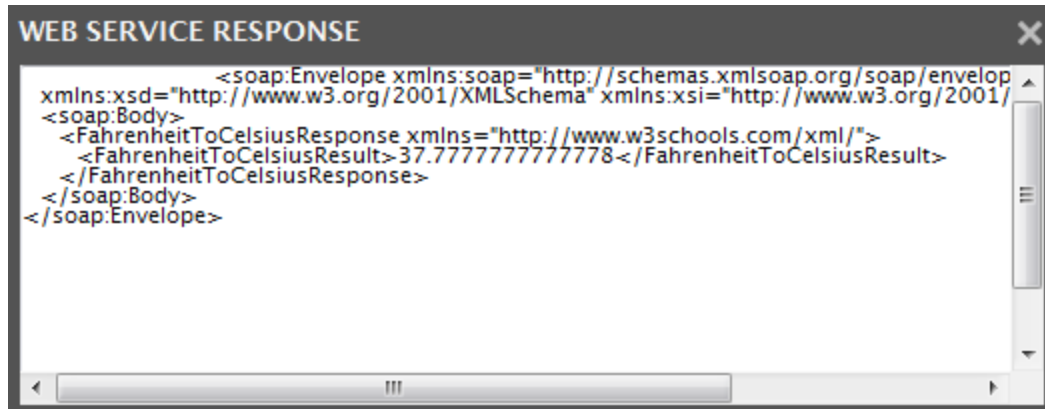 WEB SERVICE RESPONSE
<soap:Envelope xmlns:soap="http://schemas.xmlsoap.org/soap/envelop
xmlns:xsd="http://www.w3.org/2001/XMLSchema" xmlns:xsi="http://www.w3.org/2001/
<soap:Body>
<FahrenheitToCelsiusResponse xmlns="http://www.w3schools.com/xml/">
<FahrenheitToCelsiusResult>37.7777777777778</FahrenheitToCelsiusResult>
</FahrenheitToCelsiusResponse>
</soap:Body>
</soap:Envelope>